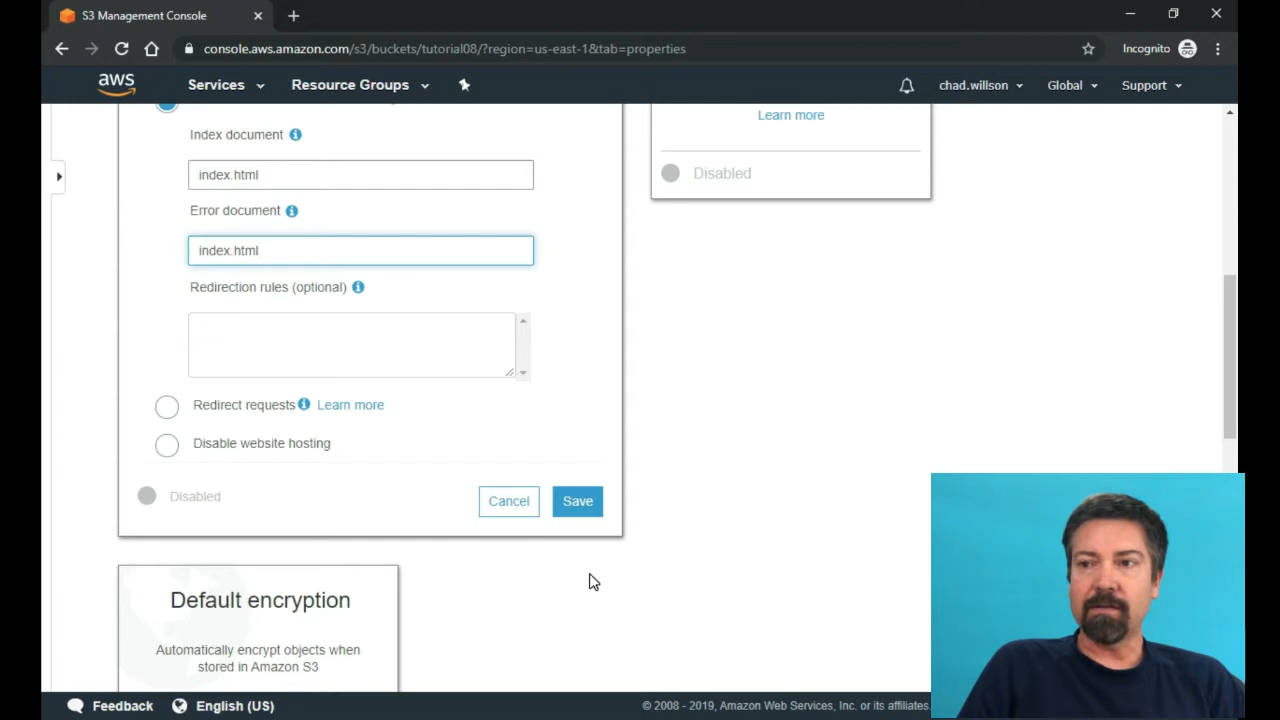 S3 Management Console
console.aws.amazon.com/s3/buckets/tutorial08/?region=us-east-1&tab=properties
Incognito
aws
Services
Resource Groups
chad.willson
Global
Support
Index document
index.html
Error document
index.html
Redirection rules (optional)
Redirect requests
Learn more
Disable website hosting
Disabled
Cancel
Save
Learn more
Disabled
Default encryption
Automatically encrypt objects when
stored in Amazon S3
Feedback
English (US)
© 2008 - 2019, Amazon Web Services, Inc. or its affiliates.